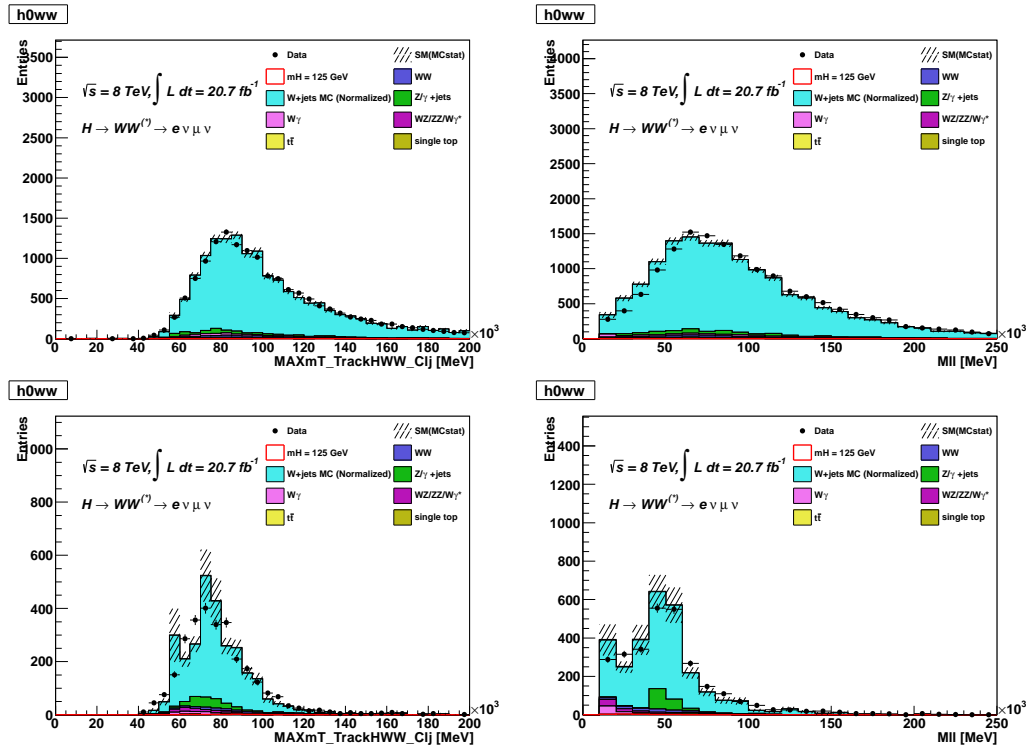 h0ww
Entries
3500
3000
2500
2000
1500
1000
500
0
Data
mH = 125 GeV
W+jets MC (Normalized)
Wγ
tt̄
SM(MCstat)
WW
Z/γ +jets
WZ/ZZ/Wγ*
single top
√s = 8 TeV, ∫ L dt = 20.7 fb⁻¹
H → WW⁽*⁾ → e ν μ ν
0 20 40 60 80 100 120 140 160 180 200
×10³
MAXmT_TrackHWW_Clj [MeV]
h0ww
Entries
4000
3500
3000
2500
2000
1500
1000
500
0
Data
mH = 125 GeV
W+jets MC (Normalized)
Wγ
tt̄
SM(MCstat)
WW
Z/γ +jets
WZ/ZZ/Wγ*
single top
√s = 8 TeV, ∫ L dt = 20.7 fb⁻¹
H → WW⁽*⁾ → e ν μ ν
0 50 100 150 200 250
×10³
Mll [MeV]
h0ww
Entries
1000
800
600
400
200
0
Data
mH = 125 GeV
W+jets MC (Normalized)
Wγ
tt̄
SM(MCstat)
WW
Z/γ +jets
WZ/ZZ/Wγ*
single top
√s = 8 TeV, ∫ L dt = 20.7 fb⁻¹
H → WW⁽*⁾ → e ν μ ν
0 20 40 60 80 100 120 140 160 180 200
×10³
MAXmT_TrackHWW_Clj [MeV]
h0ww
Entries
1400
1200
1000
800
600
400
200
0
Data
mH = 125 GeV
W+jets MC (Normalized)
Wγ
tt̄
SM(MCstat)
WW
Z/γ +jets
WZ/ZZ/Wγ*
single top
√s = 8 TeV, ∫ L dt = 20.7 fb⁻¹
H → WW⁽*⁾ → e ν μ ν
0 50 100 150 200 250
×10³
Mll [MeV]